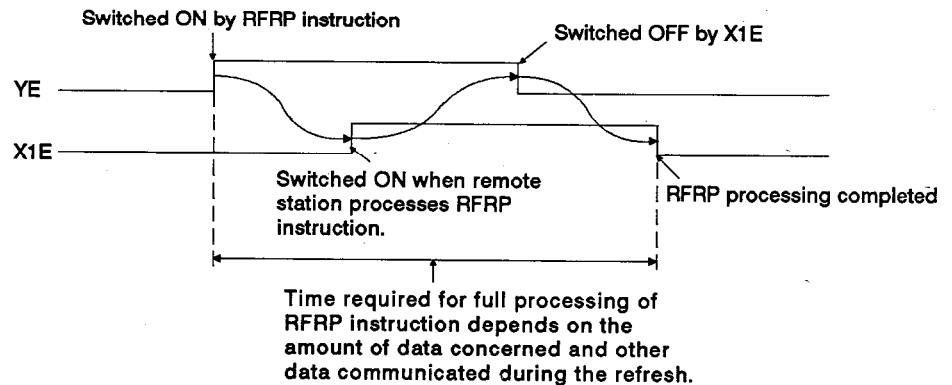 Switched ON by RFRP instruction
Switched OFF by X1E
YE
X1E
Switched ON when remote
station processes RFRP
instruction.
RFRP processing completed
Time required for full processing of
RFRP instruction depends on the
amount of data concerned and other
data communicated during the refresh.